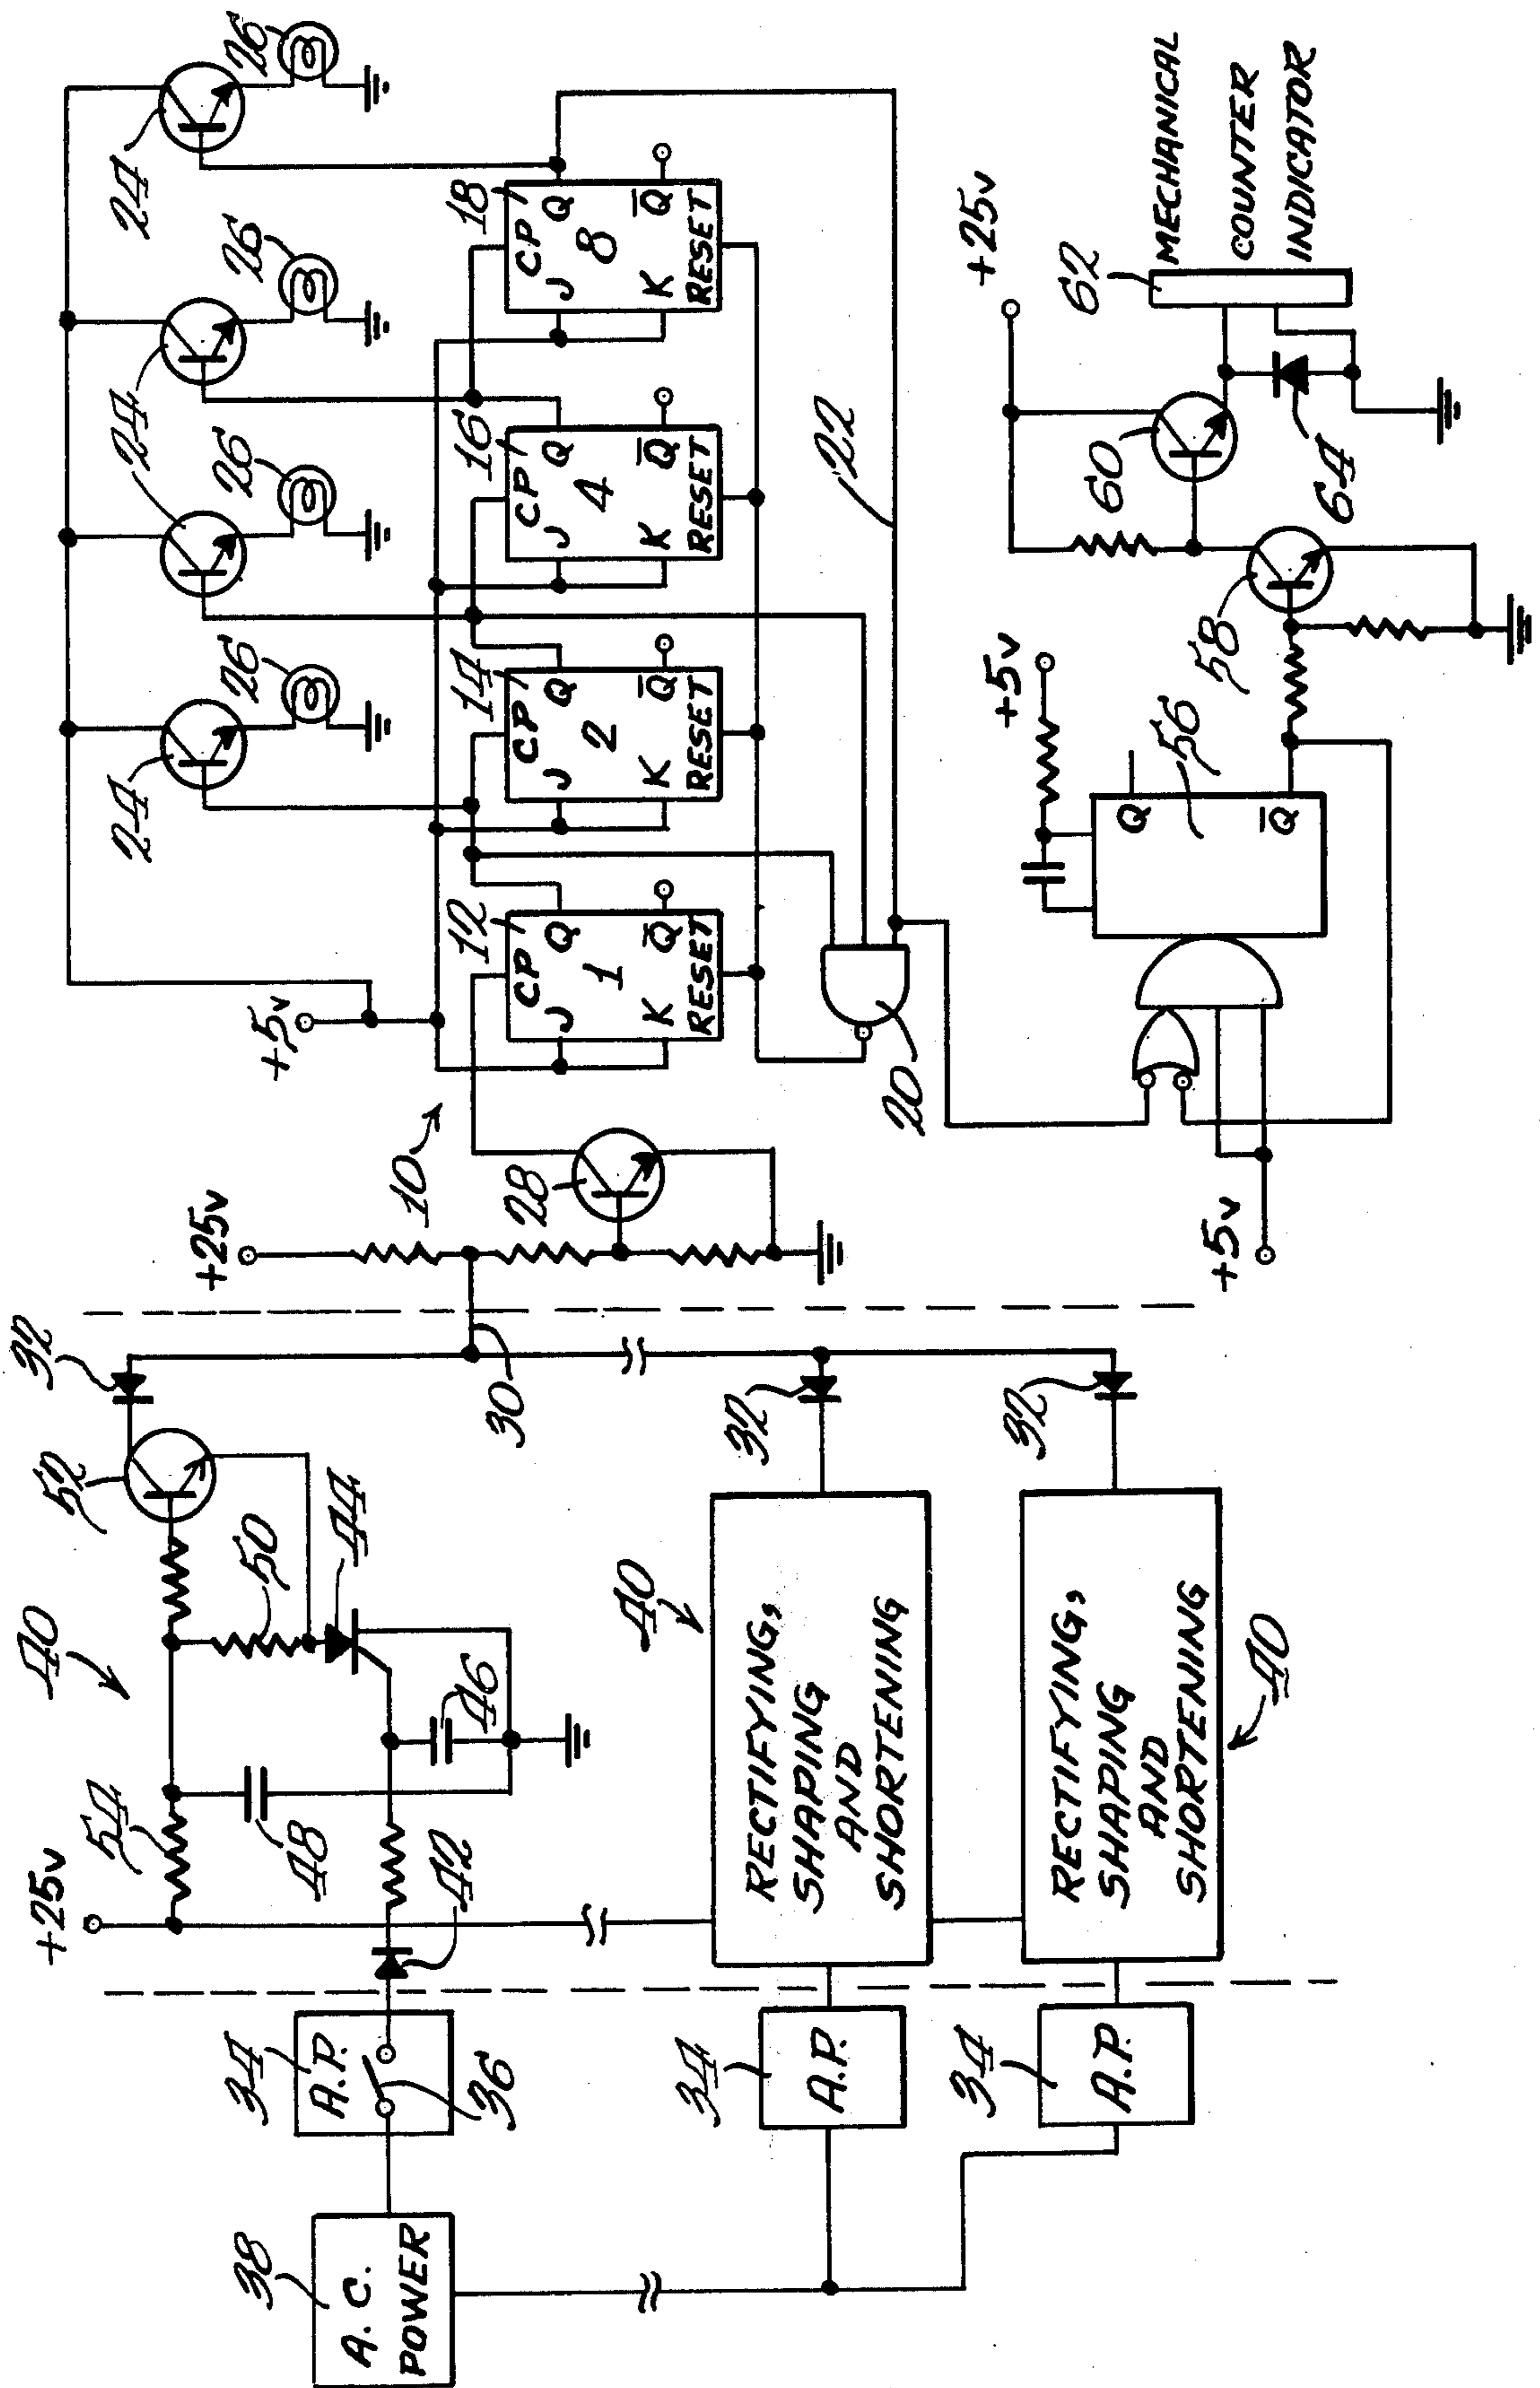 38
A. C.
POWER
34
A.P.
36
34
A.P.
34
A.P.
+25v
54
48
42
40
46
50
44
52
32
30
40
RECTIFYING,
SHAPING
AND
SHORTENING
32
RECTIFYING,
SHAPING
AND
SHORTENING
40
32
+25v
28
10
+5v
12
CP
J
Q
1
K
Q̅
RESET
14
CP
J
Q
2
K
Q̅
RESET
16
CP
J
Q
4
K
Q̅
RESET
18
CP
J
Q
8
K
Q̅
RESET
24
26
24
26
26
24
26
20
22
+5v
Q
56
Q̅
+5v
58
60
+25v
62
64
MECHANICAL
COUNTER
INDICATOR